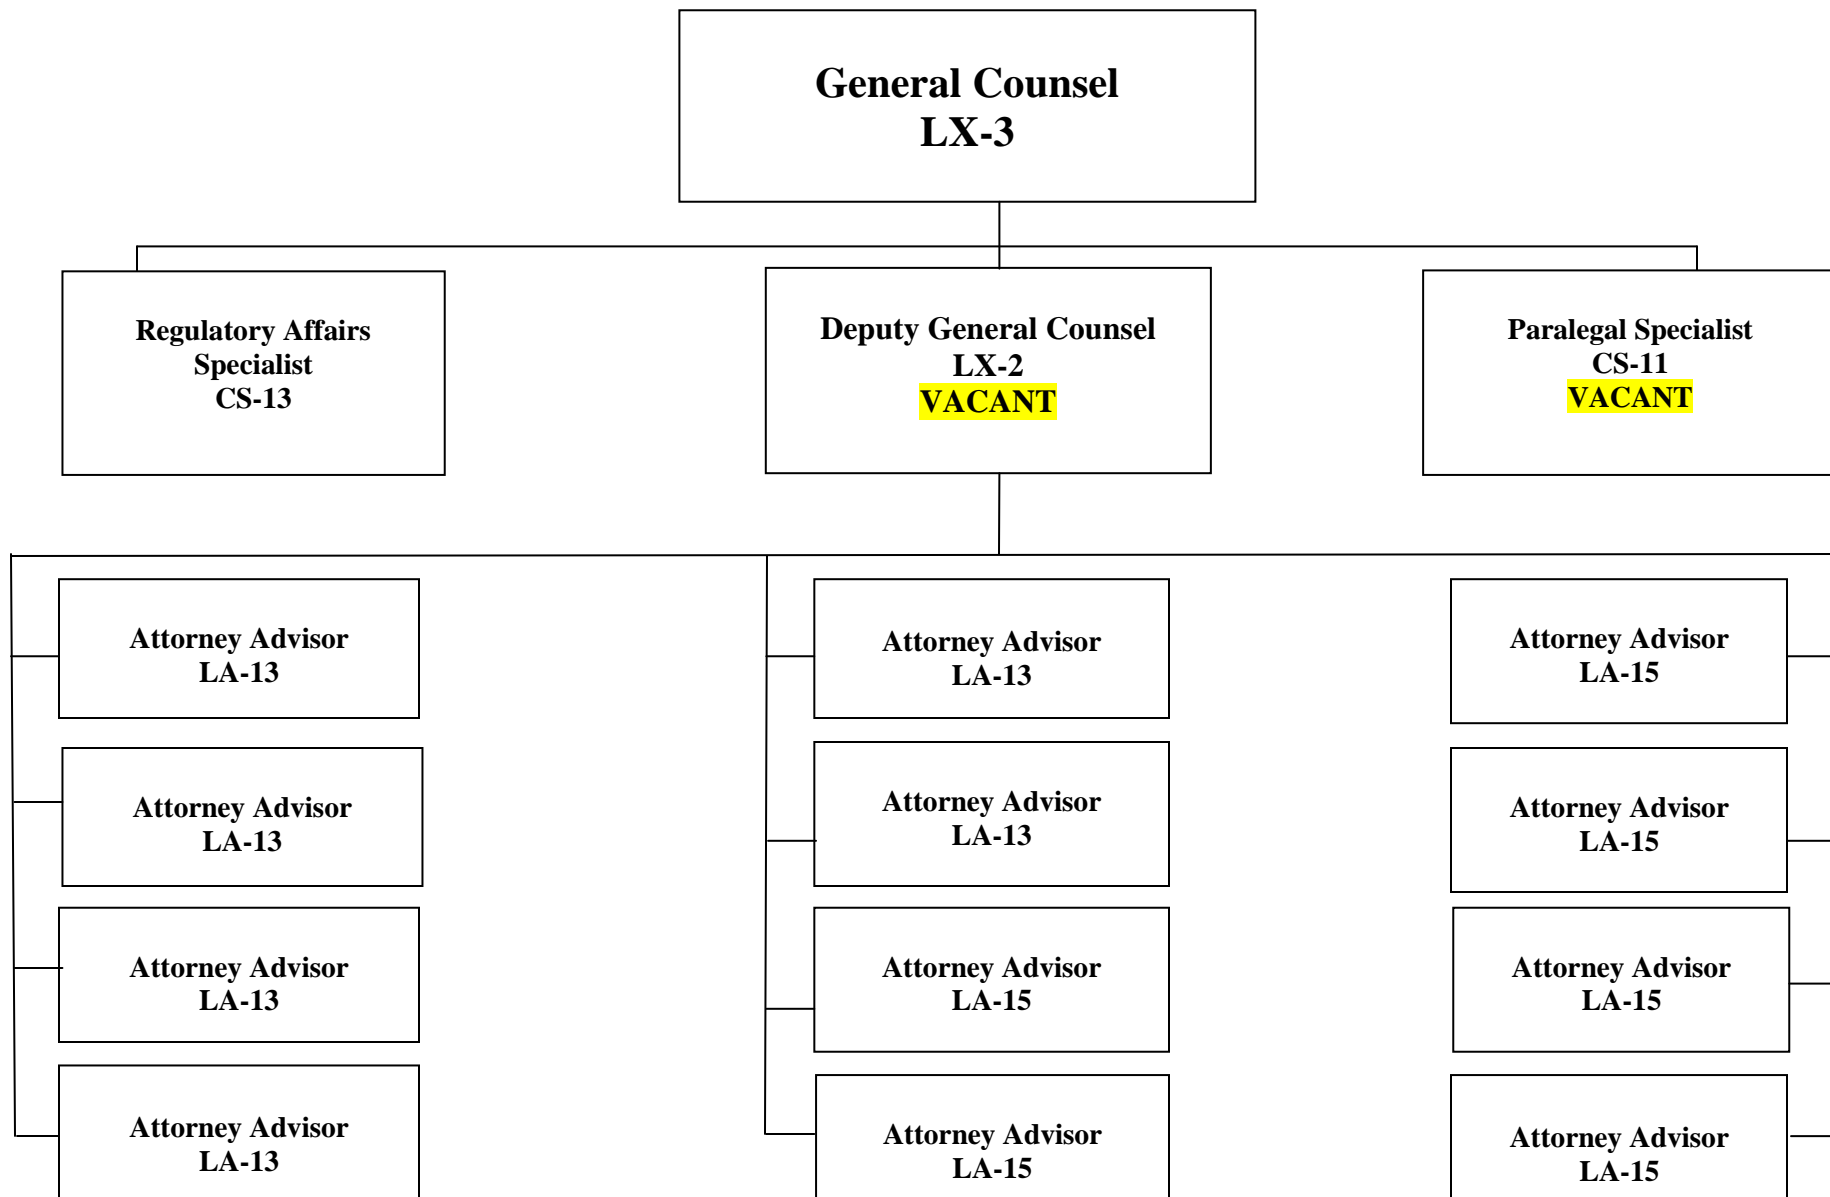 General Counsel
LX-3
Regulatory Affairs
Specialist
CS-13
Deputy General Counsel
LX-2
VACANT
Paralegal Specialist
CS-11
VACANT
Attorney Advisor
LA-13
Attorney Advisor
LA-13
Attorney Advisor
LA-15
Attorney Advisor
LA-13
Attorney Advisor
LA-13
Attorney Advisor
LA-15
Attorney Advisor
LA-13
Attorney Advisor
LA-15
Attorney Advisor
LA-15
Attorney Advisor
LA-13
Attorney Advisor
LA-15
Attorney Advisor
LA-15